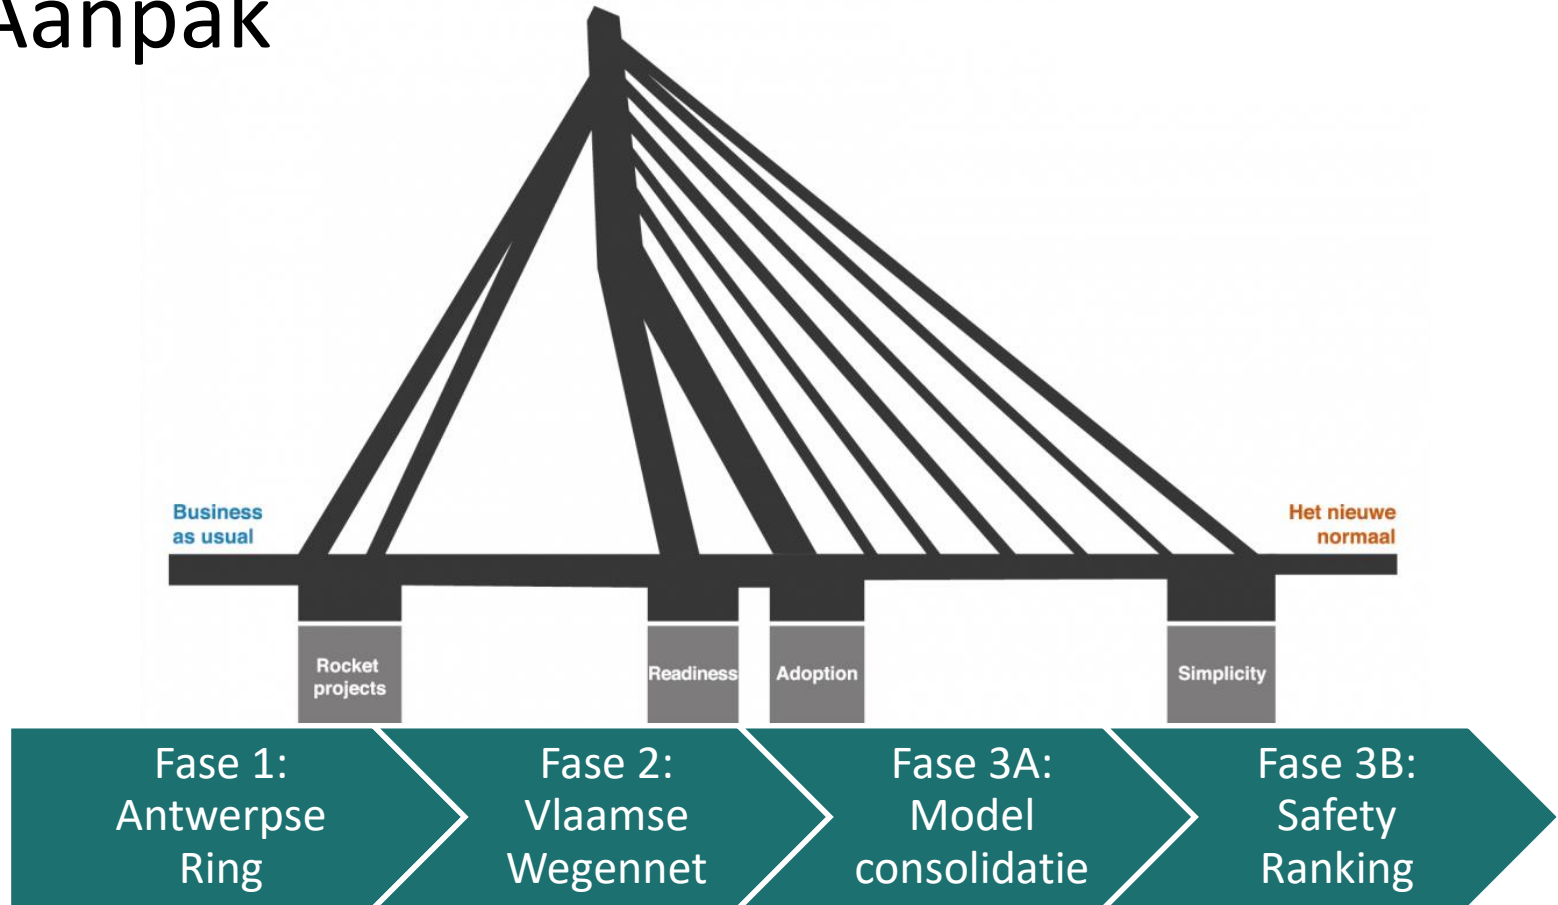 Aanpak
Business
as usual
Het nieuwe
normaal
Rocket
projects
Readiness
Adoption
Simplicity
Fase 1:
Antwerpse
Ring
Fase 2:
Vlaamse
Wegennet
Fase 3A:
Model
consolidatie
Fase 3B:
Safety
Ranking